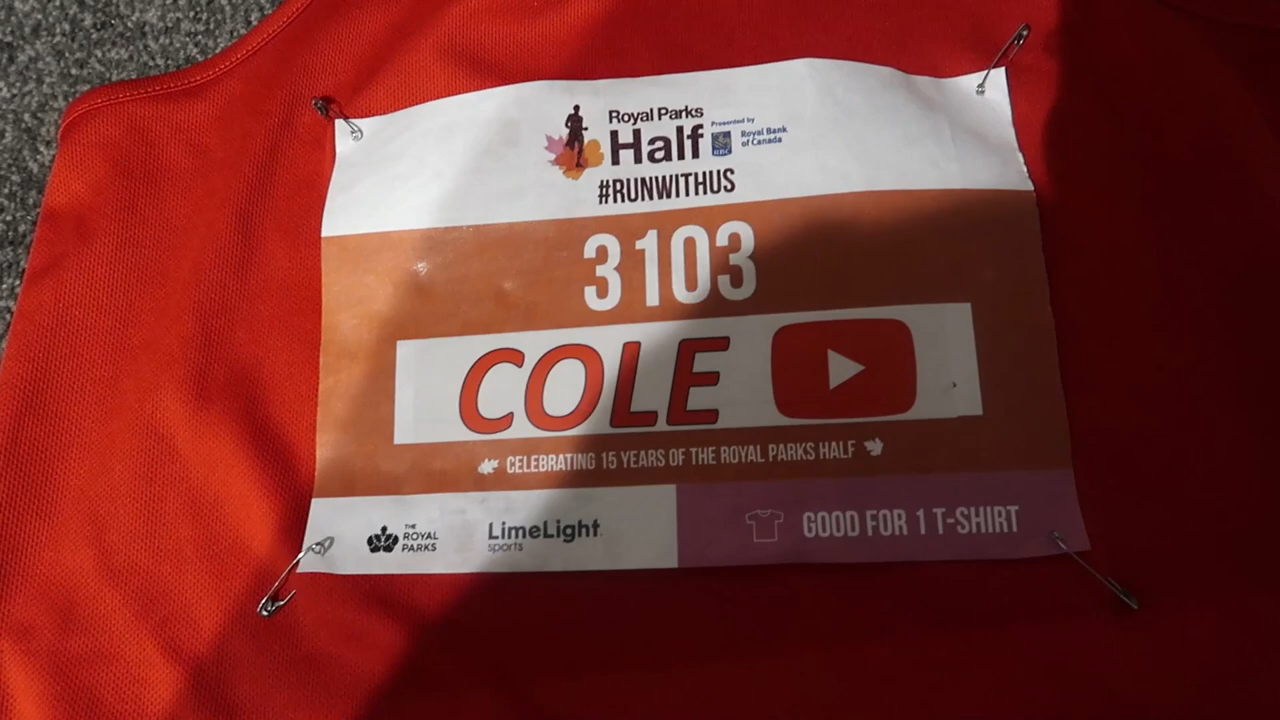 Royal Parks
Half
Presented by
RBC
Royal Bank
of Canada
#RUNWITHUS
3103
COLE
CELEBRATING 15 YEARS OF THE ROYAL PARKS HALF
THE
ROYAL
PARKS
LimeLight
sports
GOOD FOR 1 T-SHIRT